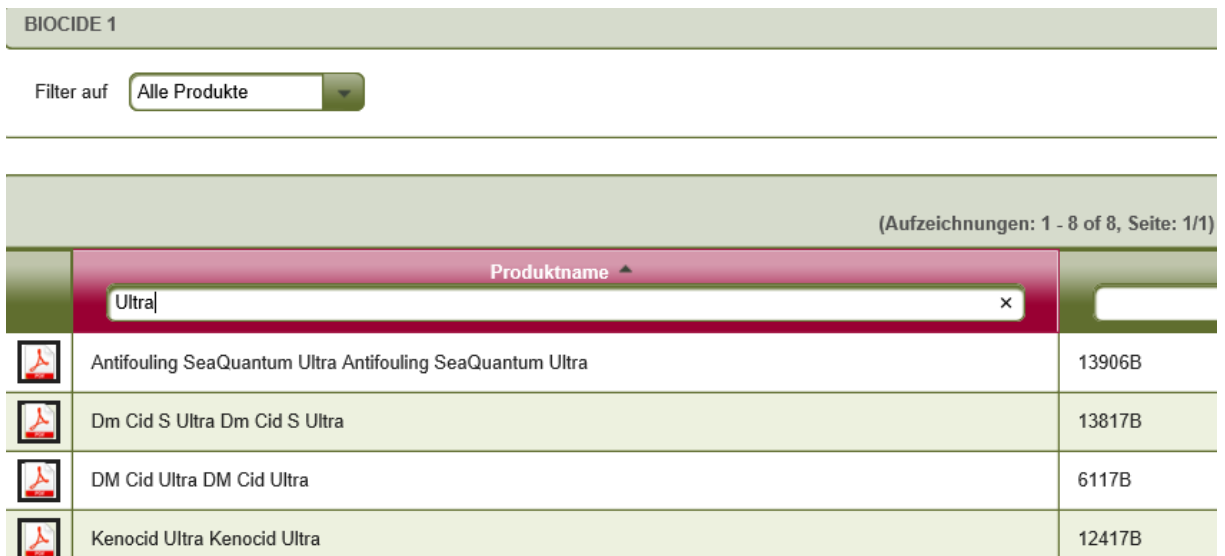 BIOCIDE 1
Filter auf Alle Produkte
(Aufzeichnungen: 1 - 8 of 8, Seite: 1/1)
Produktname
Ultra
Antifouling SeaQuantum Ultra Antifouling SeaQuantum Ultra 13906B
Dm Cid S Ultra Dm Cid S Ultra 13817B
DM Cid Ultra DM Cid Ultra 6117B
Kenocid Ultra Kenocid Ultra 12417B